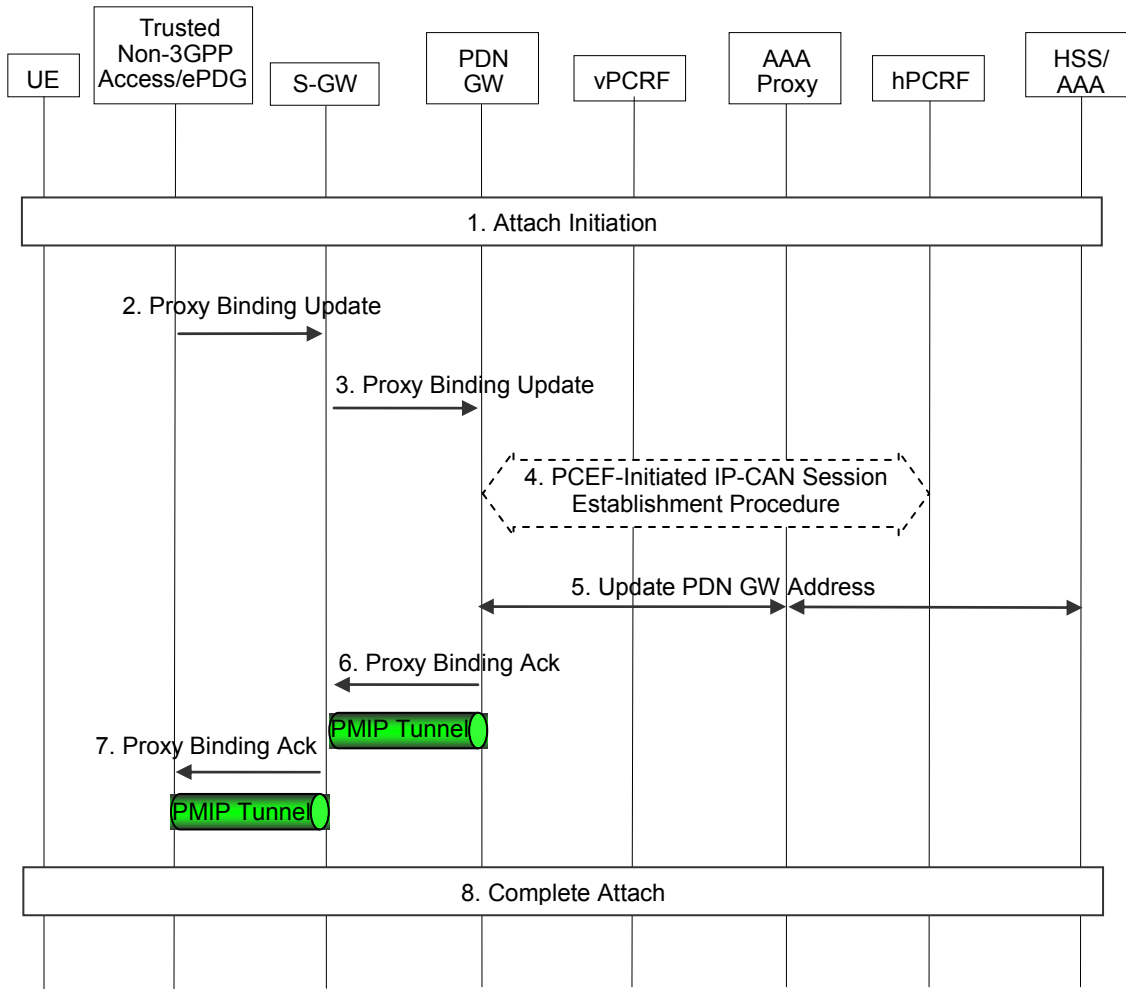 UE
Trusted
Non-3GPP
Access/ePDG
S-GW
PDN
GW
vPCRF
AAA
Proxy
hPCRF
HSS/
AAA
1. Attach Initiation
2. Proxy Binding Update
3. Proxy Binding Update
4. PCEF-Initiated IP-CAN Session
Establishment Procedure
5. Update PDN GW Address
6. Proxy Binding Ack
PMIP Tunnel
7. Proxy Binding Ack
PMIP Tunnel
8. Complete Attach